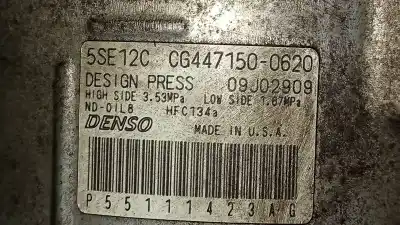 5SE12C CG447150-0620
DESIGN PRESS 09J02909
HIGH SIDE 3.53MPa LOW SIDE 1.67MPa
ND-OIL8 HFC134a
DENSO MADE IN U.S.A.
P55111423AG